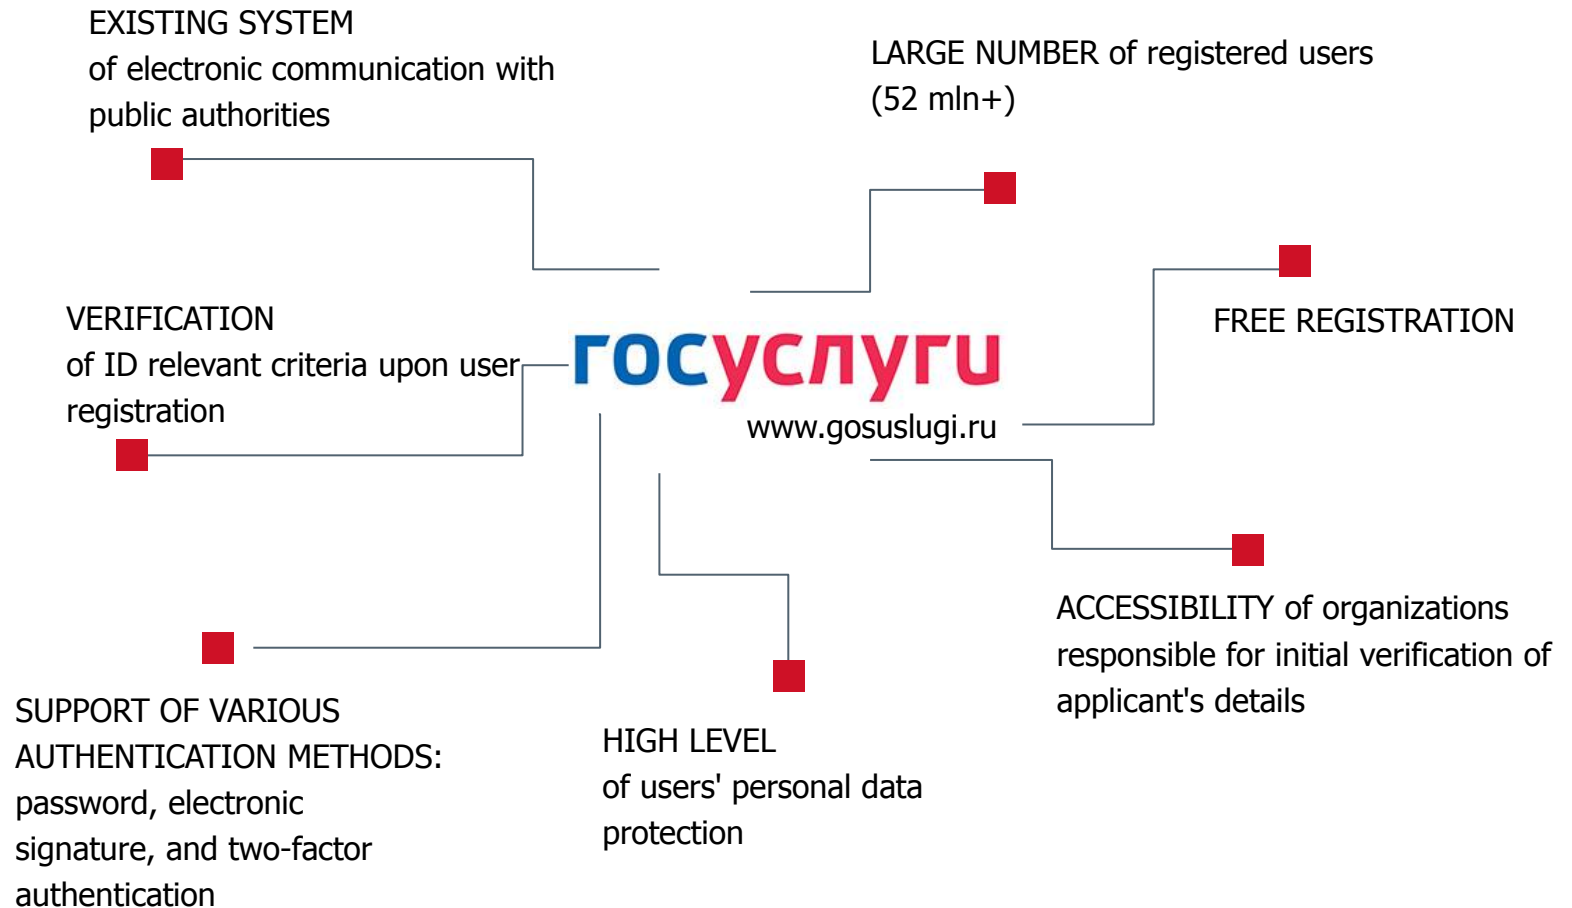 EXISTING SYSTEM
of electronic communication with
public authorities
LARGE NUMBER of registered users
(52 mln+)
VERIFICATION
of ID relevant criteria upon user
registration
госуслуги
www.gosuslugi.ru
FREE REGISTRATION
ACCESSIBILITY of organizations
responsible for initial verification of
applicant's details
SUPPORT OF VARIOUS
AUTHENTICATION METHODS:
password, electronic
signature, and two-factor
authentication
HIGH LEVEL
of users' personal data
protection